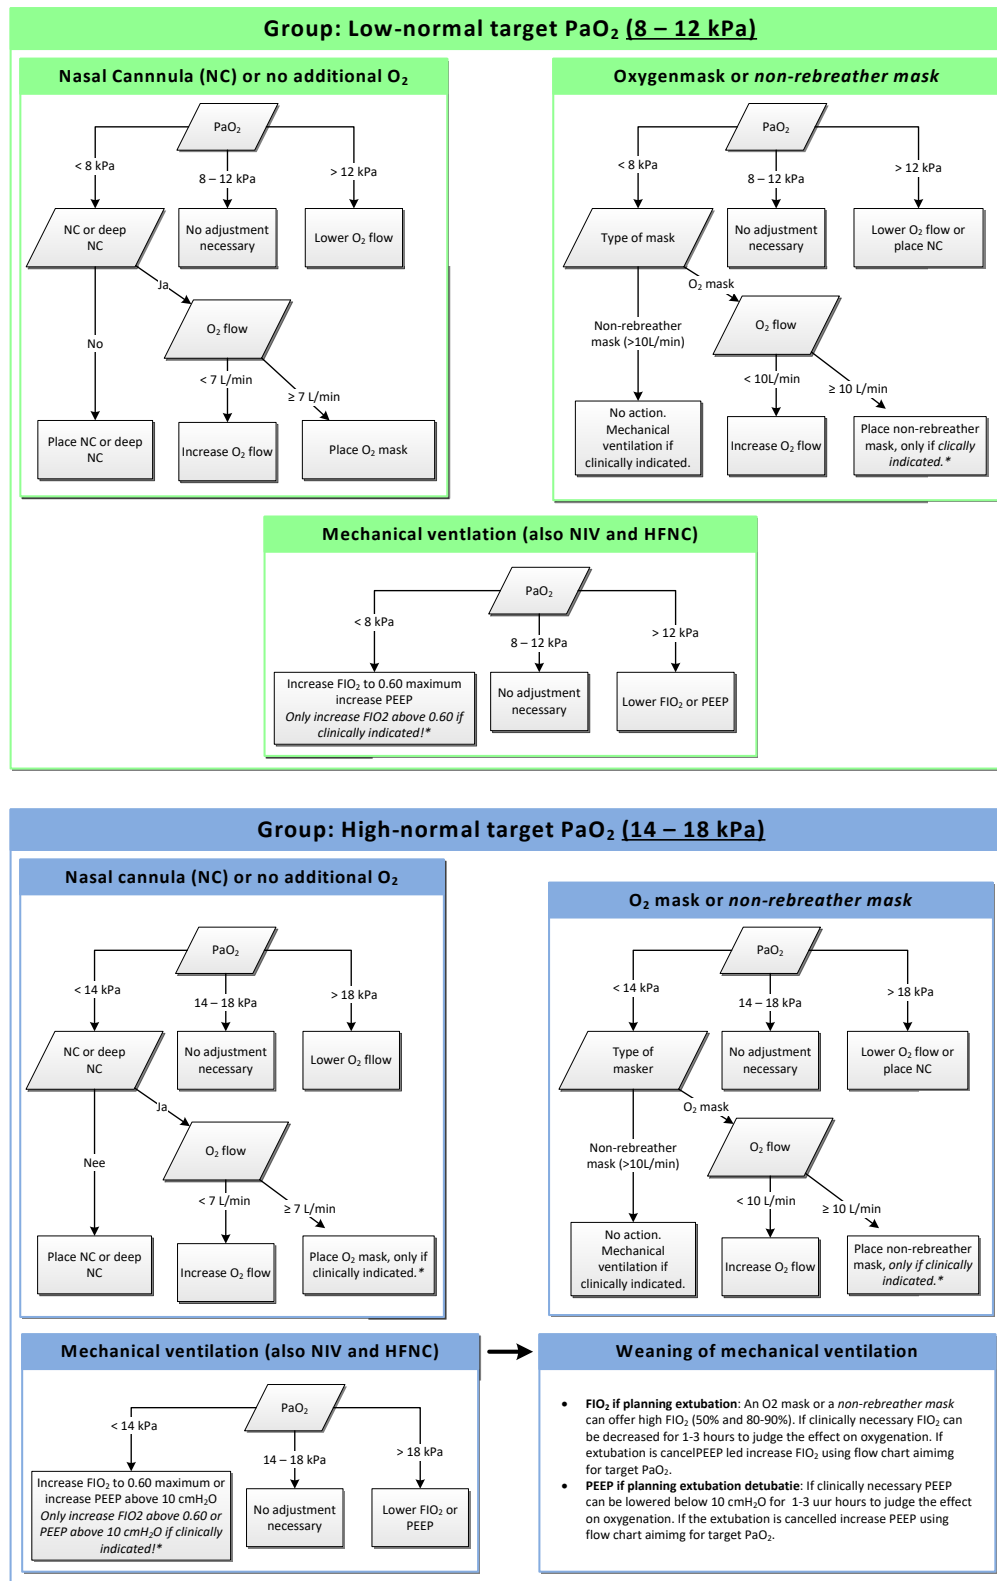 Group: Low-normal target PaO₂ (8 – 12 kPa)
Nasal Cannnula (NC) or no additional O₂
PaO₂
< 8 kPa
8 – 12 kPa
> 12 kPa
NC or deep
NC
No adjustment
necessary
Lower O₂ flow
Ja
No
O₂ flow
< 7 L/min
≥ 7 L/min
Place NC or deep
NC
Increase O₂ flow
Place O₂ mask
Oxygenmask or non-rebreather mask
PaO₂
< 8 kPa
8 – 12 kPa
> 12 kPa
Type of mask
No adjustment
necessary
Lower O₂ flow or
place NC
O₂ mask
Non-rebreather
mask (>10L/min)
O₂ flow
< 10L/min
≥ 10 L/min
No action.
Mechanical
ventilation if
clinically indicated.
Increase O₂ flow
Place non-rebreather
mask, only if clically
indicated.*
Mechanical ventlation (also NIV and HFNC)
PaO₂
< 8 kPa
8 – 12 kPa
> 12 kPa
Increase FIO₂ to 0.60 maximum
increase PEEP
Only increase FIO2 above 0.60 if
clinically indicated!*
No adjustment
necessary
Lower FIO₂ or PEEP
Group: High-normal target PaO₂ (14 – 18 kPa)
Nasal cannula (NC) or no additional O₂
PaO₂
< 14 kPa
14 – 18 kPa
> 18 kPa
NC or deep
NC
No adjustment
necessary
Lower O₂ fllow
Ja
Nee
O₂ flow
< 7 L/min
≥ 7 L/min
Place NC or deep
NC
Increase O₂ flow
Place O₂ mask, only if
clinically indicated.*
O₂ mask or non-rebreather mask
PaO₂
< 14 kPa
14 – 18 kPa
> 18 kPa
Type of
masker
No adjustment
necessary
Lower O₂ flow or
place NC
O₂ mask
Non-rebreather
mask (>10L/min)
O₂ flow
< 10 L/min
≥ 10 L/min
No action.
Mechanical
ventilation if
clinically indicated.
Increase O₂ flow
Place non-rebreather
mask, only if clinically
indicated.*
Mechanical ventilation (also NIV and HFNC)
PaO₂
< 14 kPa
14 – 18 kPa
> 18 kPa
Increase FIO₂ to 0.60 maximum or
increase PEEP above 10 cmH₂O
Only increase FIO2 above 0.60 or
PEEP above 10 cmH₂O if clinically
indicated!*
No adjustment
necessary
Lower FIO₂ or
PEEP
Weaning of mechanical ventilation
• FIO₂ if planning extubation: An O2 mask or a non-rebreather mask
can offer high FIO₂ (50% and 80-90%). If clinically necessary FIO₂ can
be decreased for 1-3 hours to judge the effect on oxygenation. If
extubation is cancelPEEP led increase FIO₂ using flow chart aimimg
for target PaO₂.
• PEEP if planning extubation detubatie: If clinically necessary PEEP
can be lowered below 10 cmH₂O for 1-3 uur hours to judge the effect
on oxygenation. If the extubation is cancelled increase PEEP using
flow chart aimimg for target PaO₂.